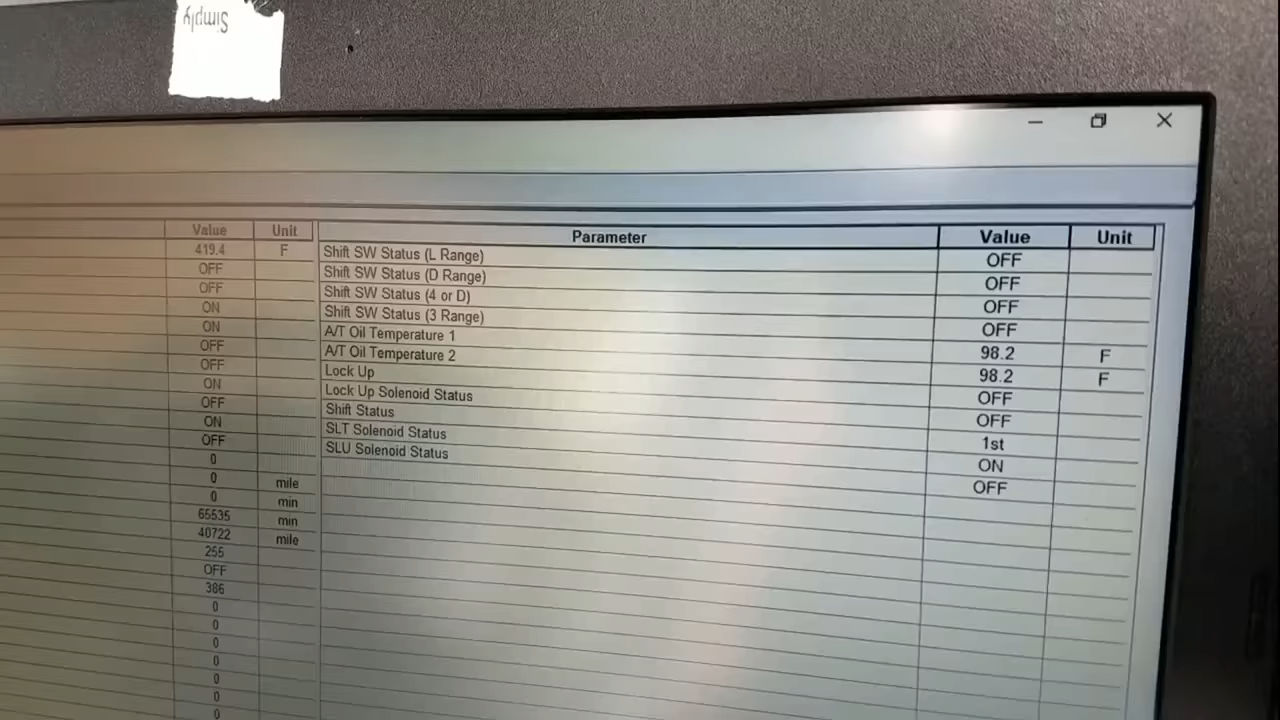 Simply
Value Unit Parameter Value Unit
419.4 F Shift SW Status (L Range) OFF
OFF Shift SW Status (D Range) OFF
OFF Shift SW Status (4 or D) OFF
ON Shift SW Status (3 Range) OFF
ON A/T Oil Temperature 1 98.2 F
OFF A/T Oil Temperature 2 98.2 F
OFF Lock Up OFF
ON Lock Up Solenoid Status OFF
OFF Shift Status 1st
ON SLT Solenoid Status ON
OFF SLU Solenoid Status OFF
0
0 mile
0 min
65535 min
40722 mile
255
OFF
386
0
0
0
0
0
0
0